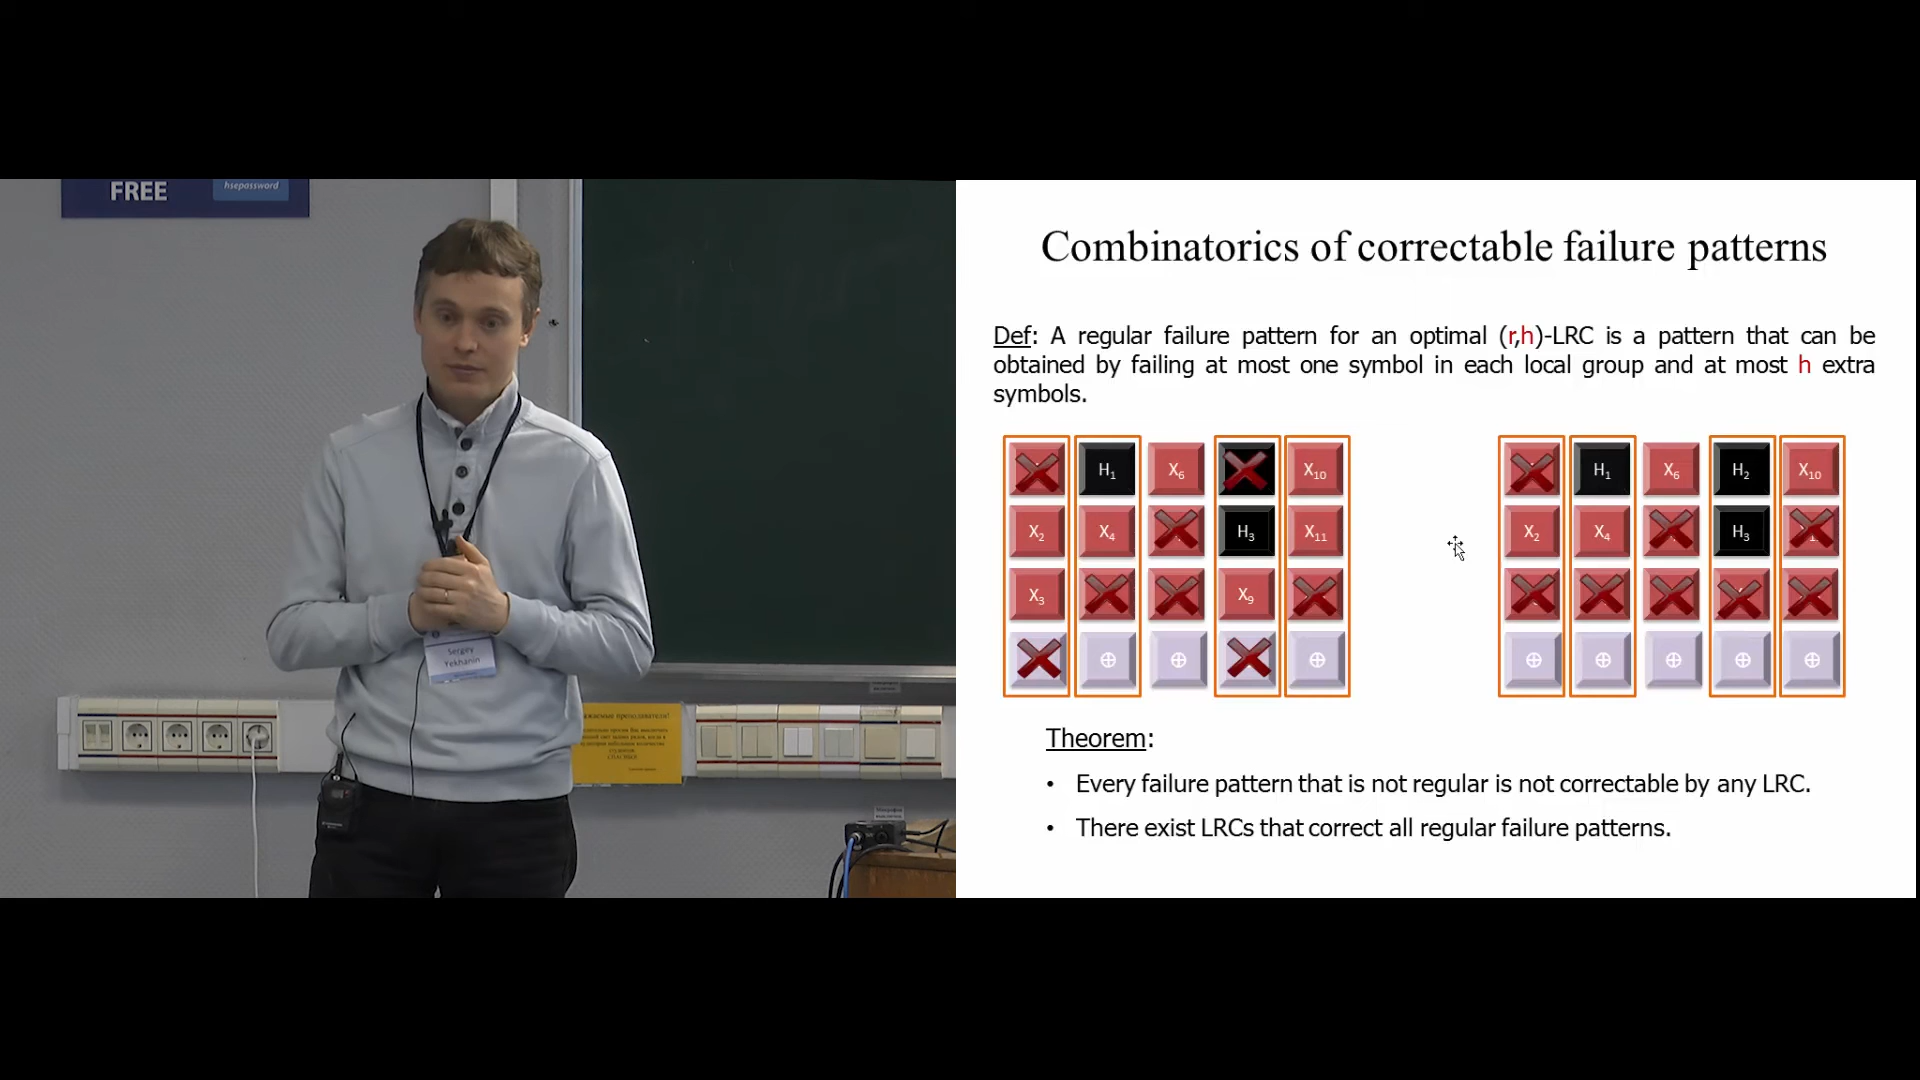 FREE
hsepassword
Sergey
Yekhanin
Combinatorics of correctable failure patterns
Def: A regular failure pattern for an optimal (r,h)-LRC is a pattern that can be
obtained by failing at most one symbol in each local group and at most h extra
symbols.
H1 X6 X10
X2 X4 H3 X11
X3 X9
⊕ ⊕ ⊕
H1 X6 H2 X10
X2 X4 H3
⊕ ⊕ ⊕ ⊕ ⊕
Theorem:
• Every failure pattern that is not regular is not correctable by any LRC.
• There exist LRCs that correct all regular failure patterns.